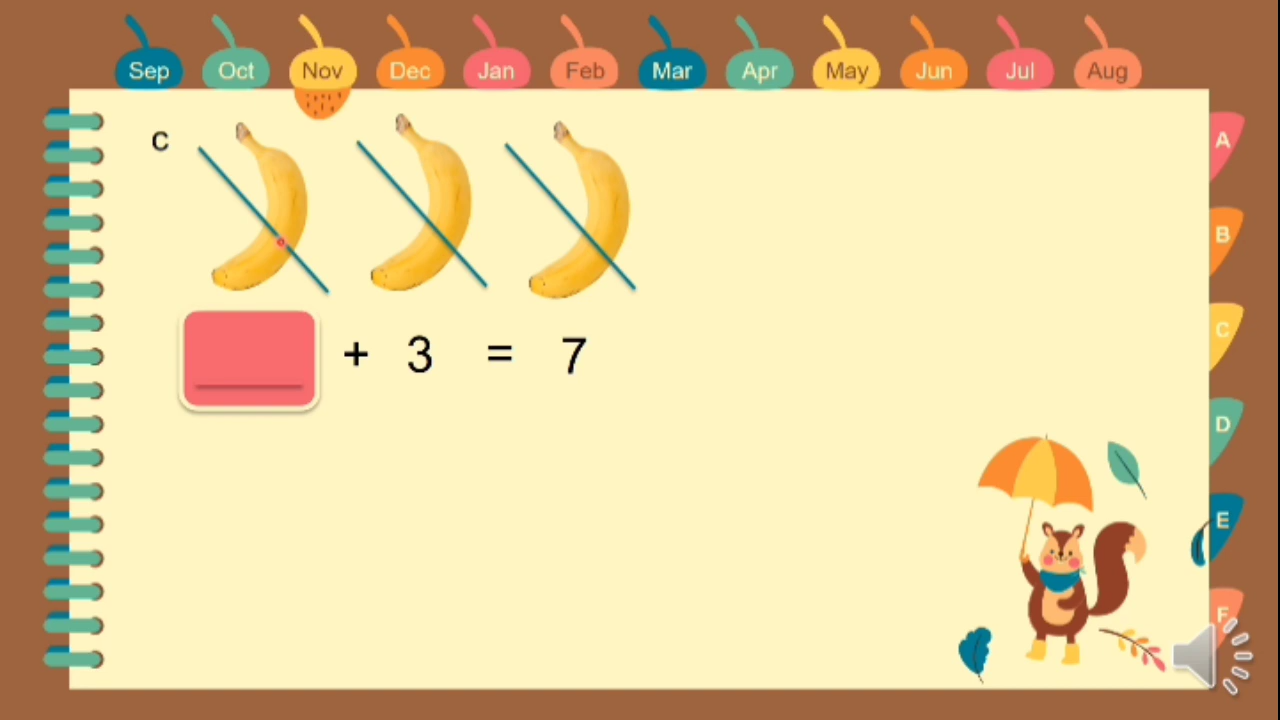 Sep Oct Nov Dec Jan Feb Mar Apr May Jun Jul Aug
A
c
B
C
+ 3 = 7
D
E
F